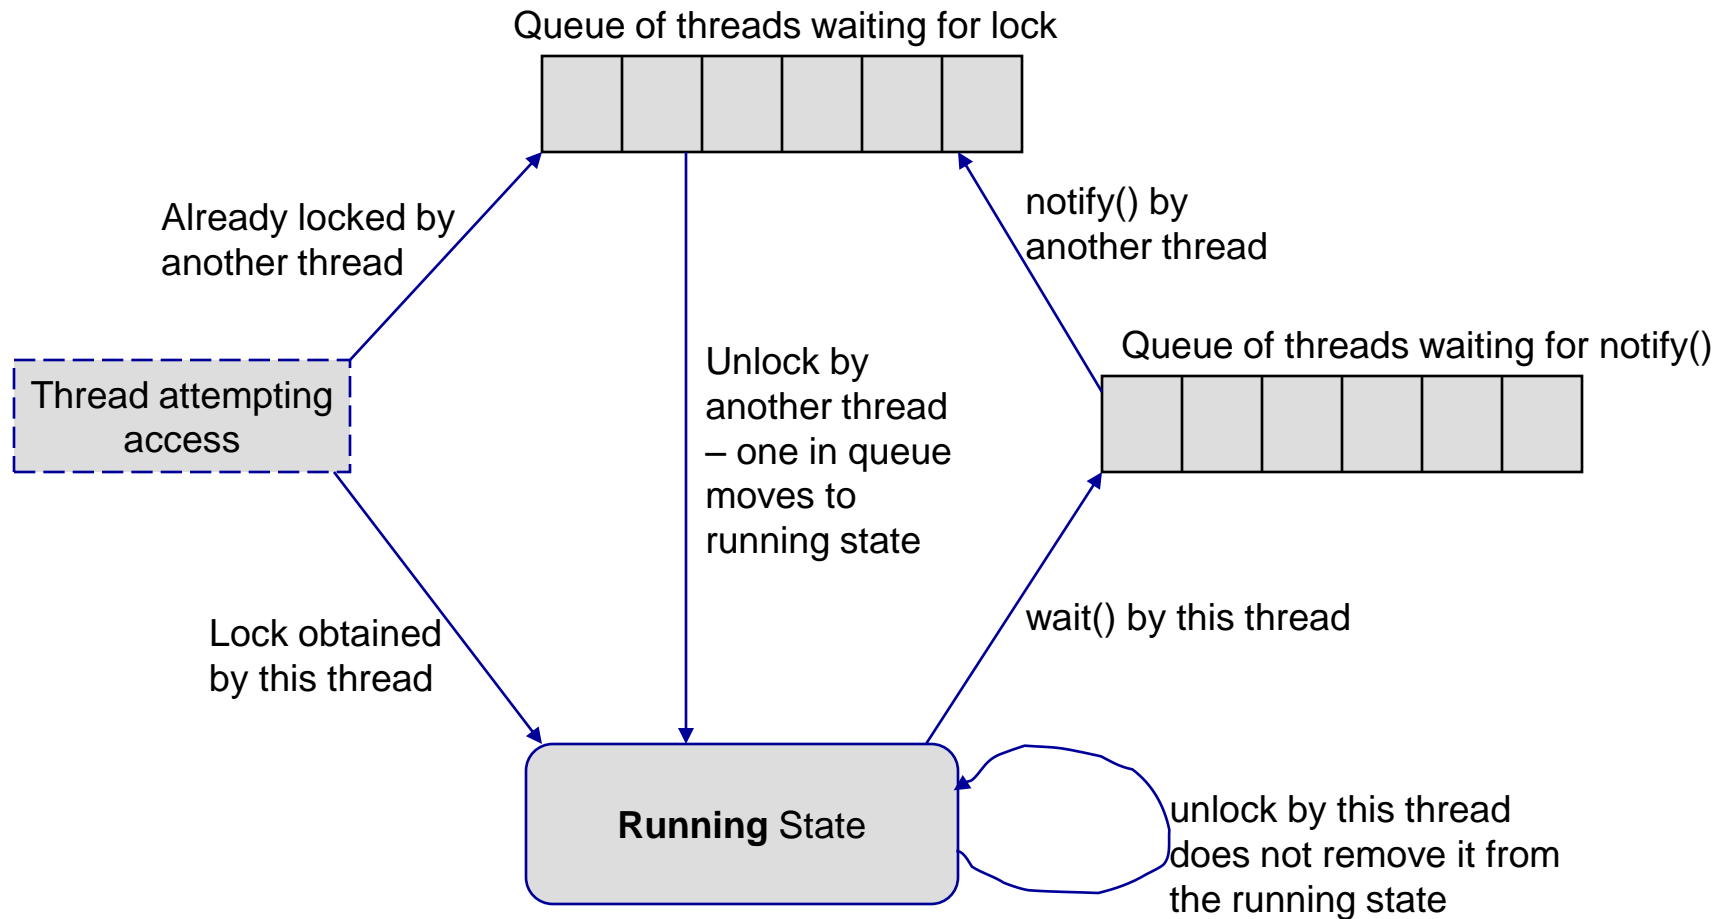 Queue of threads waiting for lock
Already locked by
another thread
notify() by
another thread
Thread attempting
access
Unlock by
another thread
– one in queue
moves to
running state
Queue of threads waiting for notify()
Lock obtained
by this thread
wait() by this thread
Running State
unlock by this thread
does not remove it from
the running state